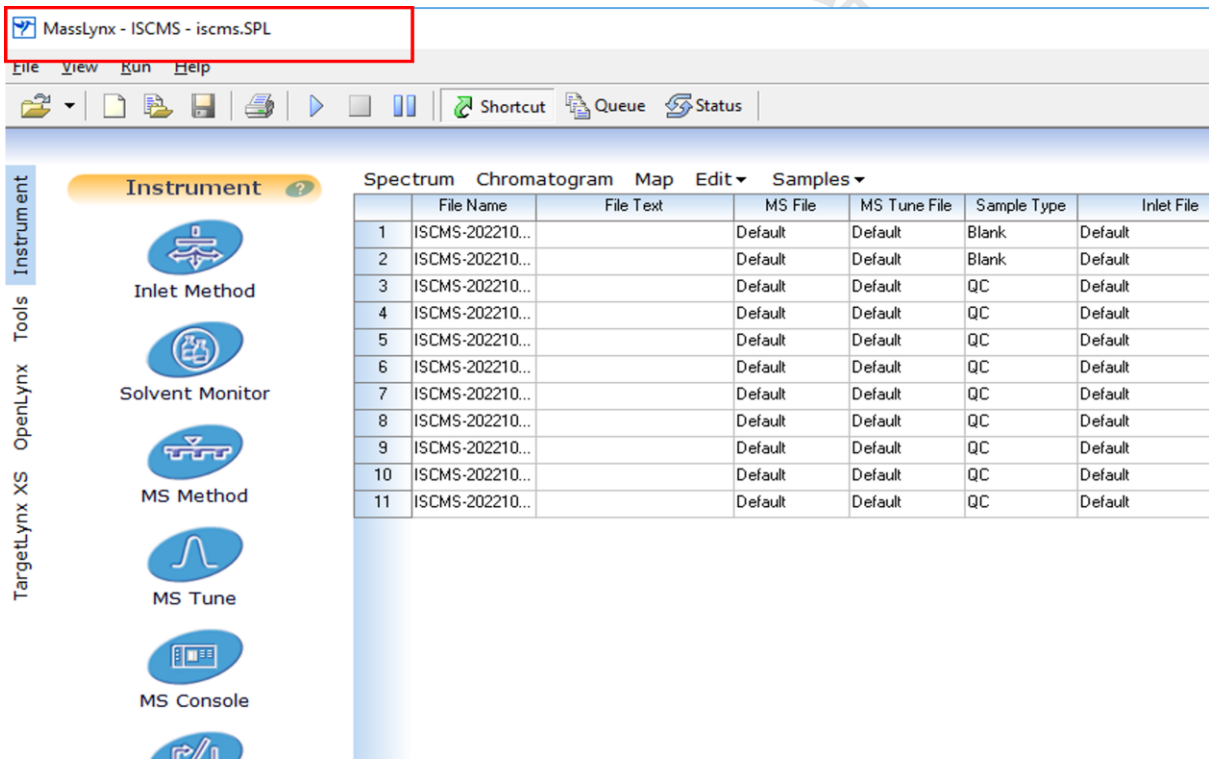 MassLynx - ISCMS - iscms.SPL
File View Run Help
Shortcut Queue Status
Instrument
Tools
OpenLynx
TargetLynx XS
Instrument
Inlet Method
Solvent Monitor
MS Method
MS Tune
MS Console
Spectrum Chromatogram Map Edit Samples
File Name File Text MS File MS Tune File Sample Type Inlet File
1 ISCMS-202210... Default Default Blank Default
2 ISCMS-202210... Default Default Blank Default
3 ISCMS-202210... Default Default QC Default
4 ISCMS-202210... Default Default QC Default
5 ISCMS-202210... Default Default QC Default
6 ISCMS-202210... Default Default QC Default
7 ISCMS-202210... Default Default QC Default
8 ISCMS-202210... Default Default QC Default
9 ISCMS-202210... Default Default QC Default
10 ISCMS-202210... Default Default QC Default
11 ISCMS-202210... Default Default QC Default